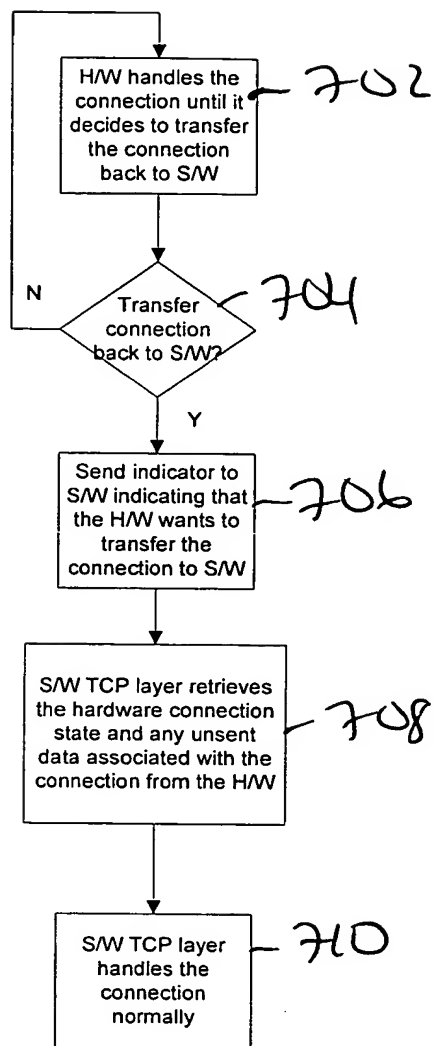 H/W handles the
connection until it
decides to transfer
the connection
back to S/W
702
Transfer
connection
back to S/W?
704
N
Y
Send indicator to
S/W indicating that
the H/W wants to
transfer the
connection to S/W
706
S/W TCP layer retrieves
the hardware connection
state and any unsent
data associated with the
connection from the H/W
708
S/W TCP layer
handles the
connection
normally
710